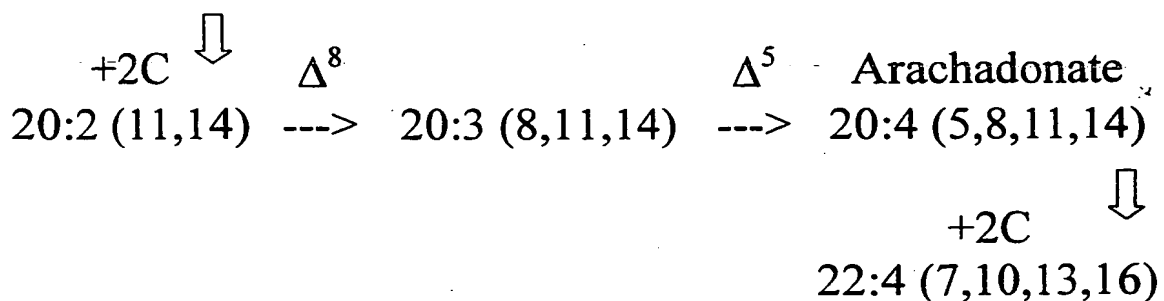 +2C ⇩ Δ⁸ Δ⁵ Arachadonate
20:2 (11,14) ---> 20:3 (8,11,14) ---> 20:4 (5,8,11,14)
⇩
+2C
22:4 (7,10,13,16)